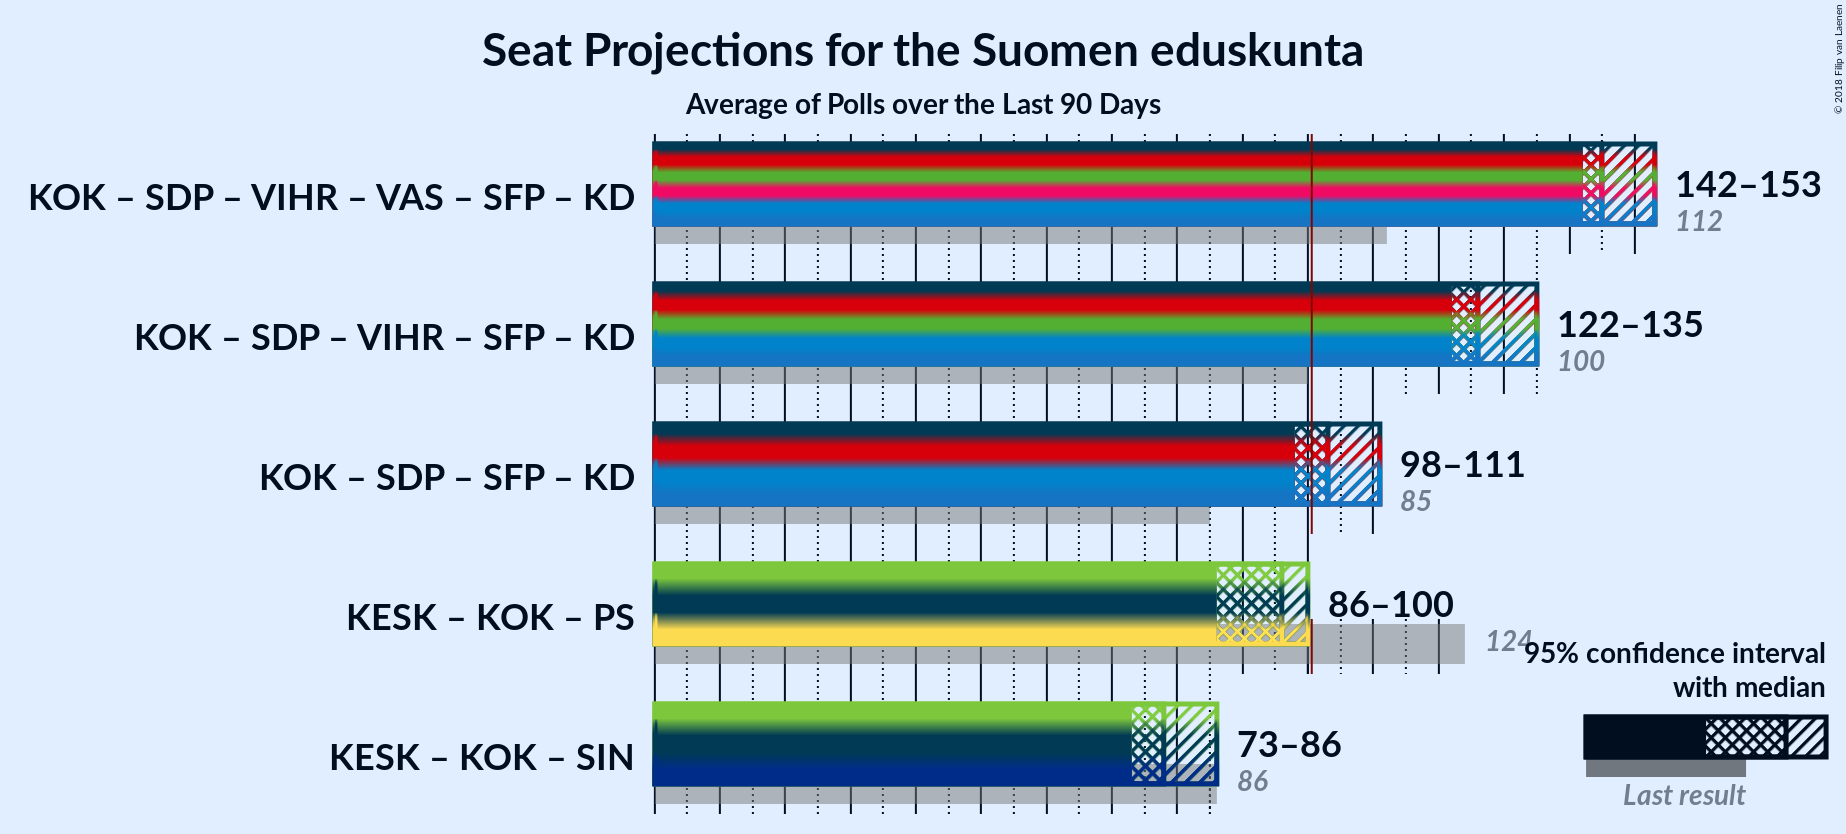 Seat Projections for the Suomen eduskunta
Average of Polls over the Last 90 Days
© 2018 Filip van Laenen
KOK – SDP – VIHR – VAS – SFP – KD
142–153
112
KOK – SDP – VIHR – SFP – KD
122–135
100
KOK – SDP – SFP – KD
98–111
85
KESK – KOK – PS
86–100
124
KESK – KOK – SIN
73–86
86
95% confidence interval
with median
Last result